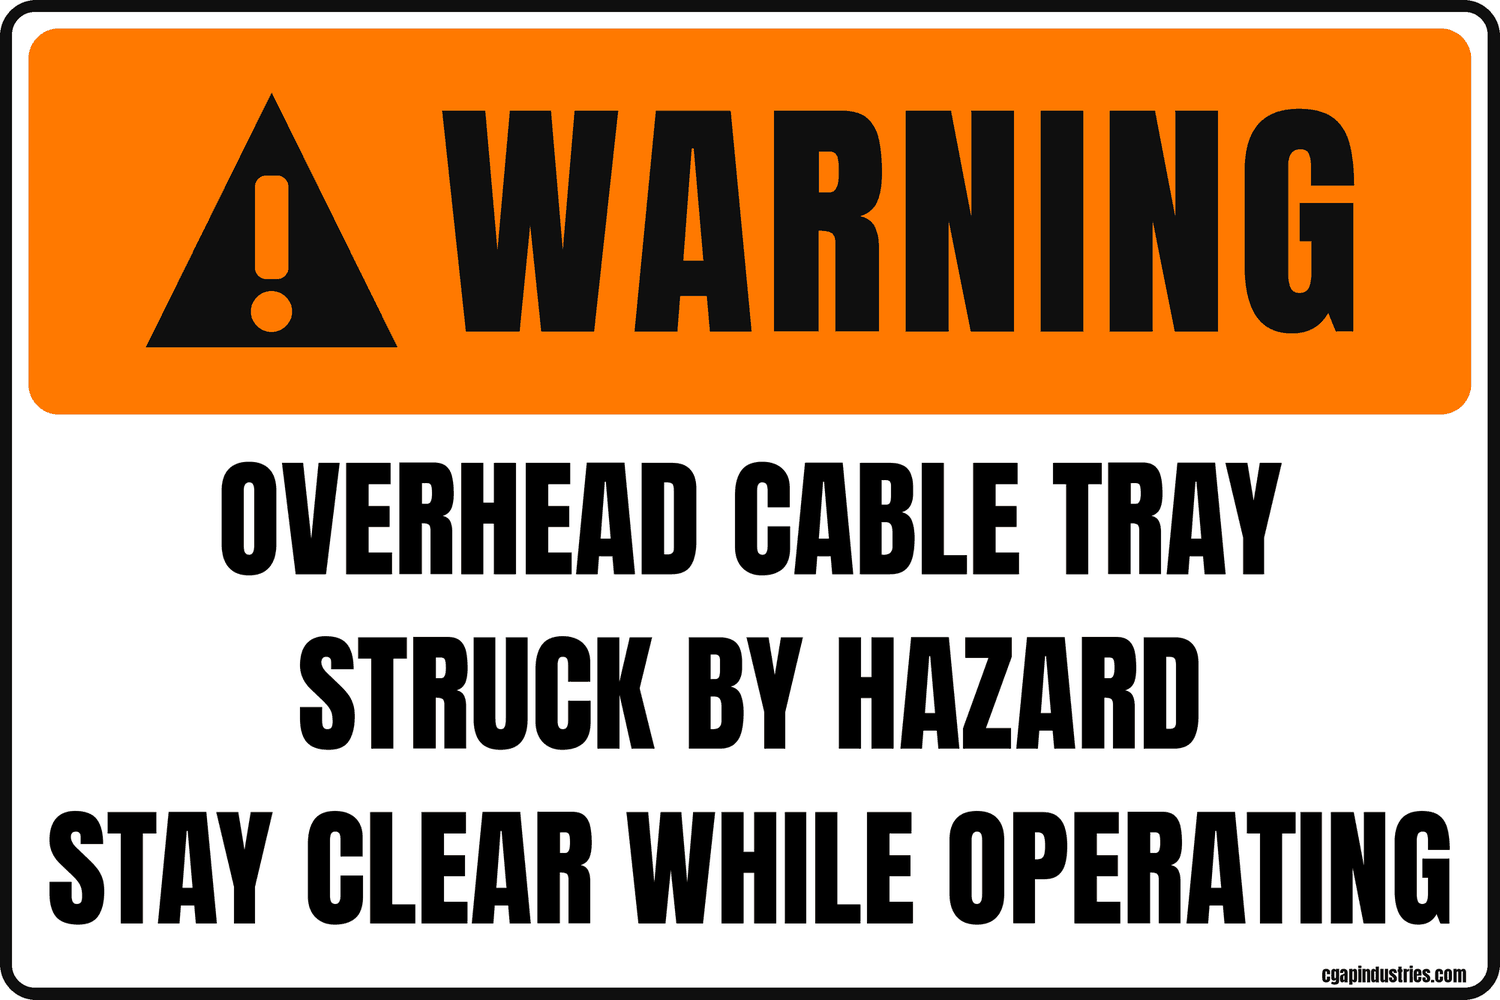 WARNING
OVERHEAD CABLE TRAY
STRUCK BY HAZARD
STAY CLEAR WHILE OPERATING
cgapindustries.com